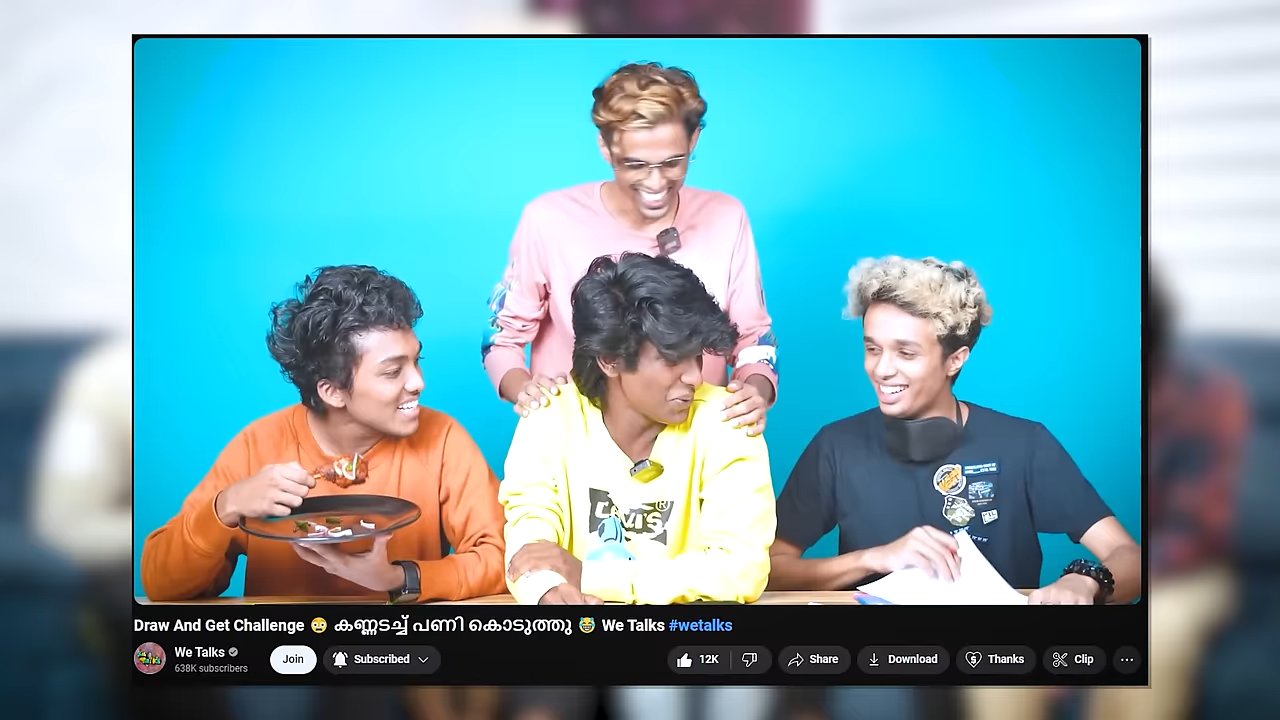 LEVI'S®
Draw And Get Challenge 😳 കണ്ണടച്ച് പണി കൊടുത്തു 😹 We Talks #wetalks
We Talks
638K subscribers
Join
Subscribed
12K
Share
Download
Thanks
Clip